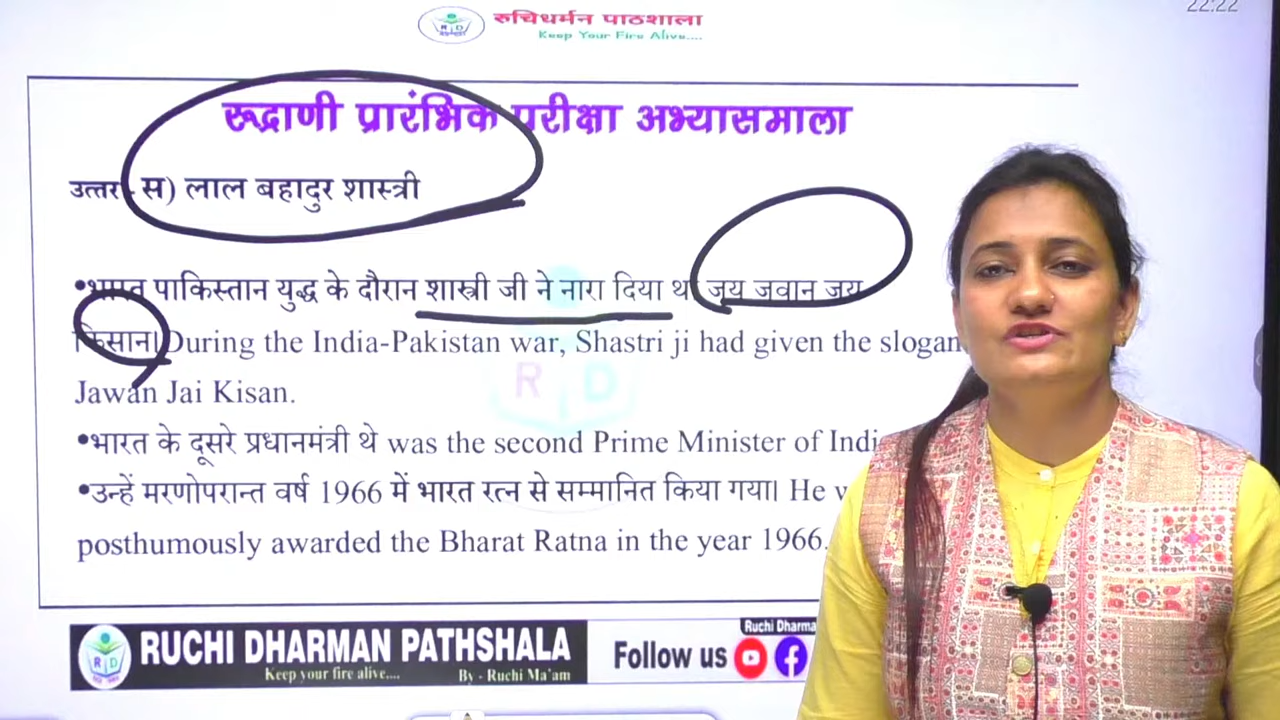 22:22
R D
रुचिधर्मन पाठशाला
Keep Your Fire Alive....
रूद्राणी प्रारंभिक परीक्षा अभ्यासमाला
उत्तर - स) लाल बहादुर शास्त्री
•भारत पाकिस्तान युद्ध के दौरान शास्त्री जी ने नारा दिया था जय जवान जय
किसान। During the India-Pakistan war, Shastri ji had given the slogan
Jawan Jai Kisan.
•भारत के दूसरे प्रधानमंत्री थे was the second Prime Minister of Indi
•उन्हें मरणोपरान्त वर्ष 1966 में भारत रत्न से सम्मानित किया गया। He w
posthumously awarded the Bharat Ratna in the year 1966.
R D
R D
RUCHI DHARMAN PATHSHALA
Keep your fire alive.... By - Ruchi Ma'am
Follow us
Ruchi Dharma